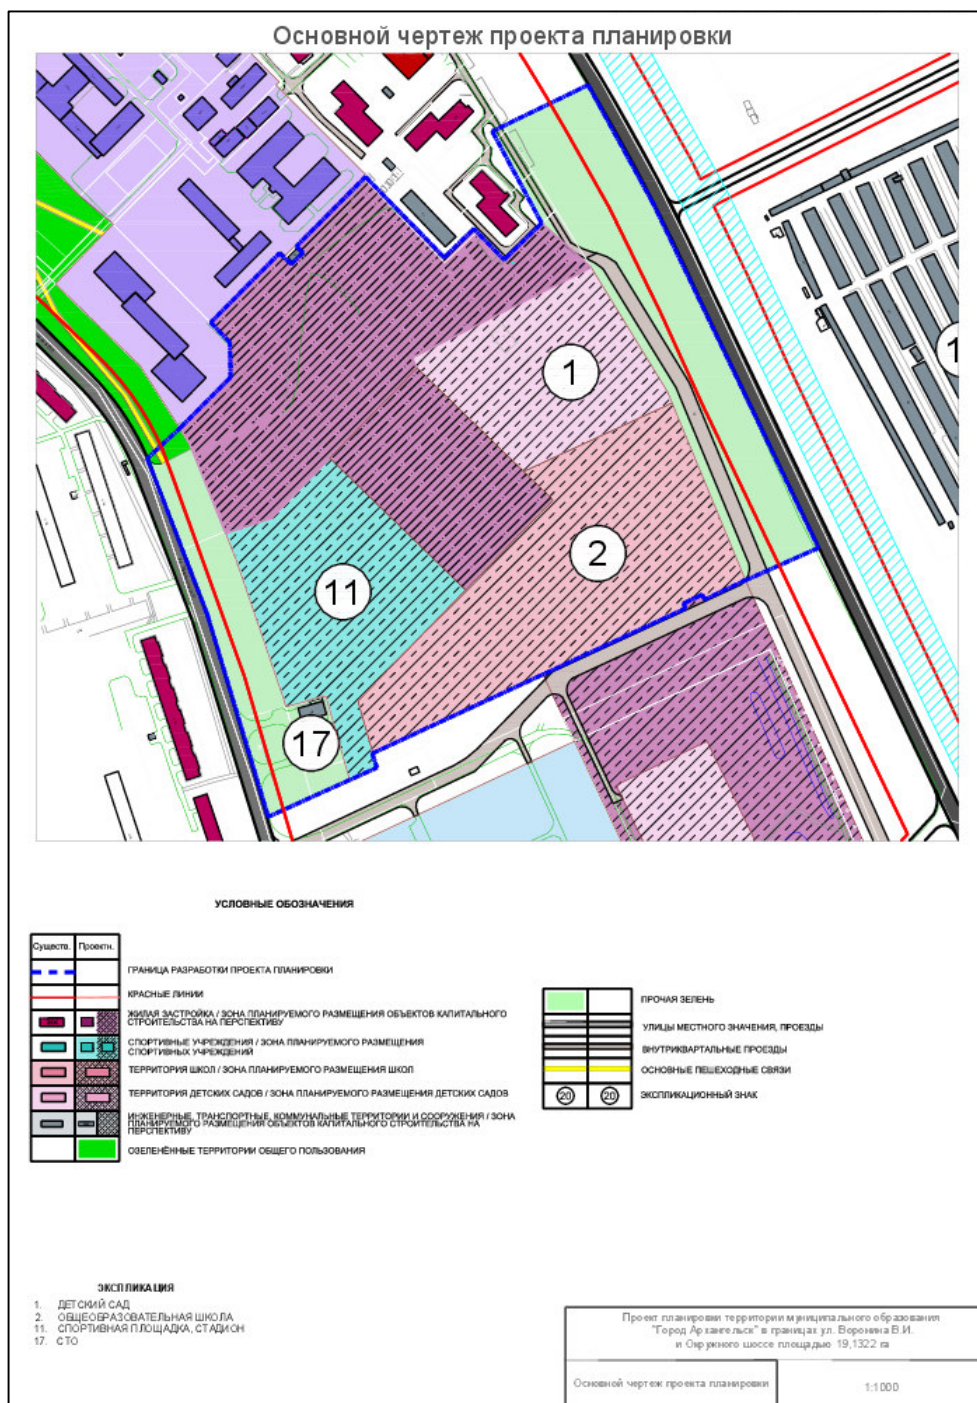 Основной чертеж проекта планировки
1
1
2
11
17
УСЛОВНЫЕ ОБОЗНАЧЕНИЯ
Существ. Проектн.
ГРАНИЦА РАЗРАБОТКИ ПРОЕКТА ПЛАНИРОВКИ
КРАСНЫЕ ЛИНИИ
ЖИЛАЯ ЗАСТРОЙКА / ЗОНА ПЛАНИРУЕМОГО РАЗМЕЩЕНИЯ ОБЪЕКТОВ КАПИТАЛЬНОГО
СТРОИТЕЛЬСТВА НА ПЕРСПЕКТИВУ
СПОРТИВНЫЕ УЧРЕЖДЕНИЯ / ЗОНА ПЛАНИРУЕМОГО РАЗМЕЩЕНИЯ
СПОРТИВНЫХ УЧРЕЖДЕНИЙ
ТЕРРИТОРИЯ ШКОЛ / ЗОНА ПЛАНИРУЕМОГО РАЗМЕЩЕНИЯ ШКОЛ
ТЕРРИТОРИЯ ДЕТСКИХ САДОВ / ЗОНА ПЛАНИРУЕМОГО РАЗМЕЩЕНИЯ ДЕТСКИХ САДОВ
ИНЖЕНЕРНЫЕ, ТРАНСПОРТНЫЕ, КОММУНАЛЬНЫЕ ТЕРРИТОРИИ И СООРУЖЕНИЯ / ЗОНА
ПЛАНИРУЕМОГО РАЗМЕЩЕНИЯ ОБЪЕКТОВ КАПИТАЛЬНОГО СТРОИТЕЛЬСТВА НА
ПЕРСПЕКТИВУ
ОЗЕЛЕНЁННЫЕ ТЕРРИТОРИИ ОБЩЕГО ПОЛЬЗОВАНИЯ
ПРОЧАЯ ЗЕЛЕНЬ
УЛИЦЫ МЕСТНОГО ЗНАЧЕНИЯ, ПРОЕЗДЫ
ВНУТРИКВАРТАЛЬНЫЕ ПРОЕЗДЫ
ОСНОВНЫЕ ПЕШЕХОДНЫЕ СВЯЗИ
20 20 ЭКСПЛИКАЦИОННЫЙ ЗНАК
ЭКСПЛИКАЦИЯ
1. ДЕТСКИЙ САД
2. ОБЩЕОБРАЗОВАТЕЛЬНАЯ ШКОЛА
11. СПОРТИВНАЯ ПЛОЩАДКА, СТАДИОН
17. СТО
Проект планировки территории муниципального образования
"Город Архангельск" в границах ул. Воронина В.И.
и Окружного шоссе площадью 19,1322 га
Основной чертеж проекта планировки
1:1000